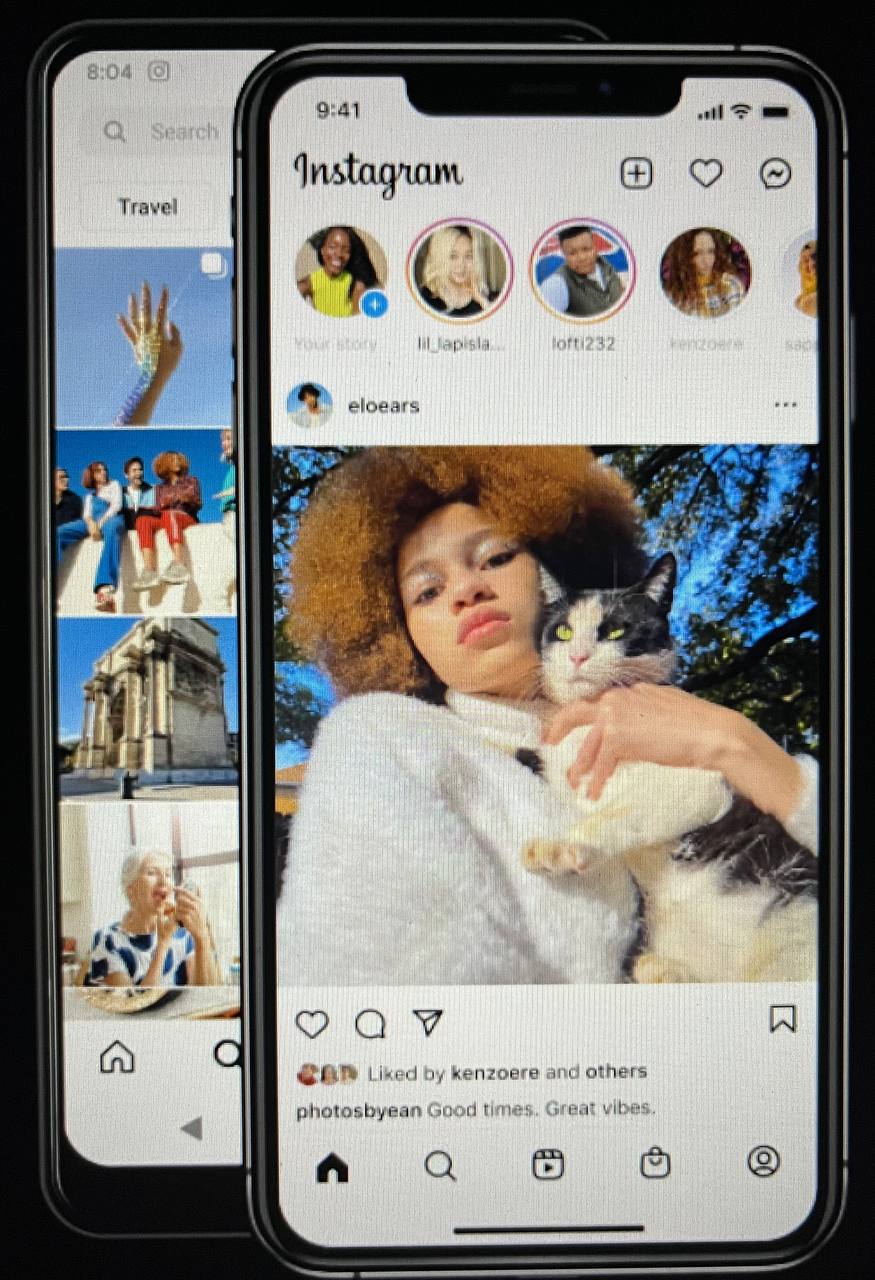 8:04
Search
Travel
9:41
Instagram
Your story
lil_lapisla...
lofti232
kenzoere
sapp
eloears
Liked by kenzoere and others
photosbyean Good times. Great vibes.